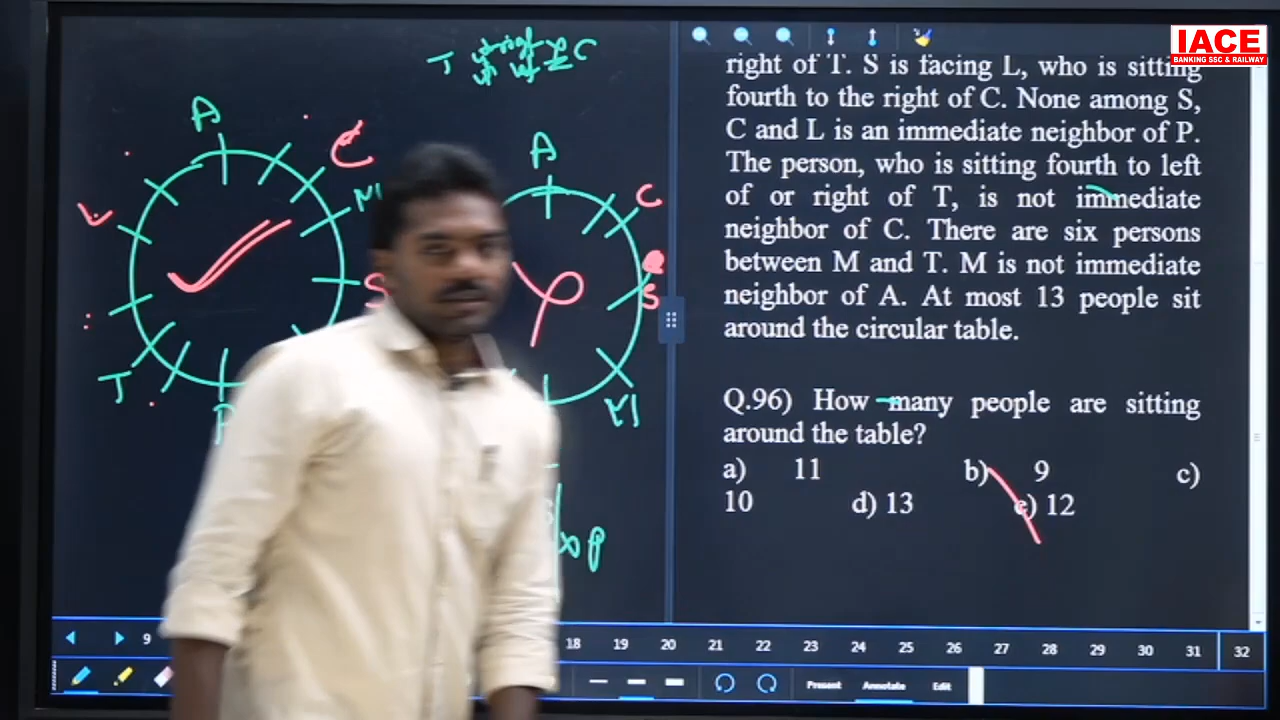 IACE
BANKING SSC & RAILWAY
right of T. S is facing L, who is sitting
fourth to the right of C. None among S,
C and L is an immediate neighbor of P.
The person, who is sitting fourth to left
of or right of T, is not immediate
neighbor of C. There are six persons
between M and T. M is not immediate
neighbor of A. At most 13 people sit
around the circular table.
Q.96) How many people are sitting
around the table?
a) 11 b) 9 c)
10 d) 13 e) 12
T
C
A
C
M
L
S
T
P
A
C
S
M
P
9 18 19 20 21 22 23 24 25 26 27 28 29 30 31 32
Present Annotate Edit